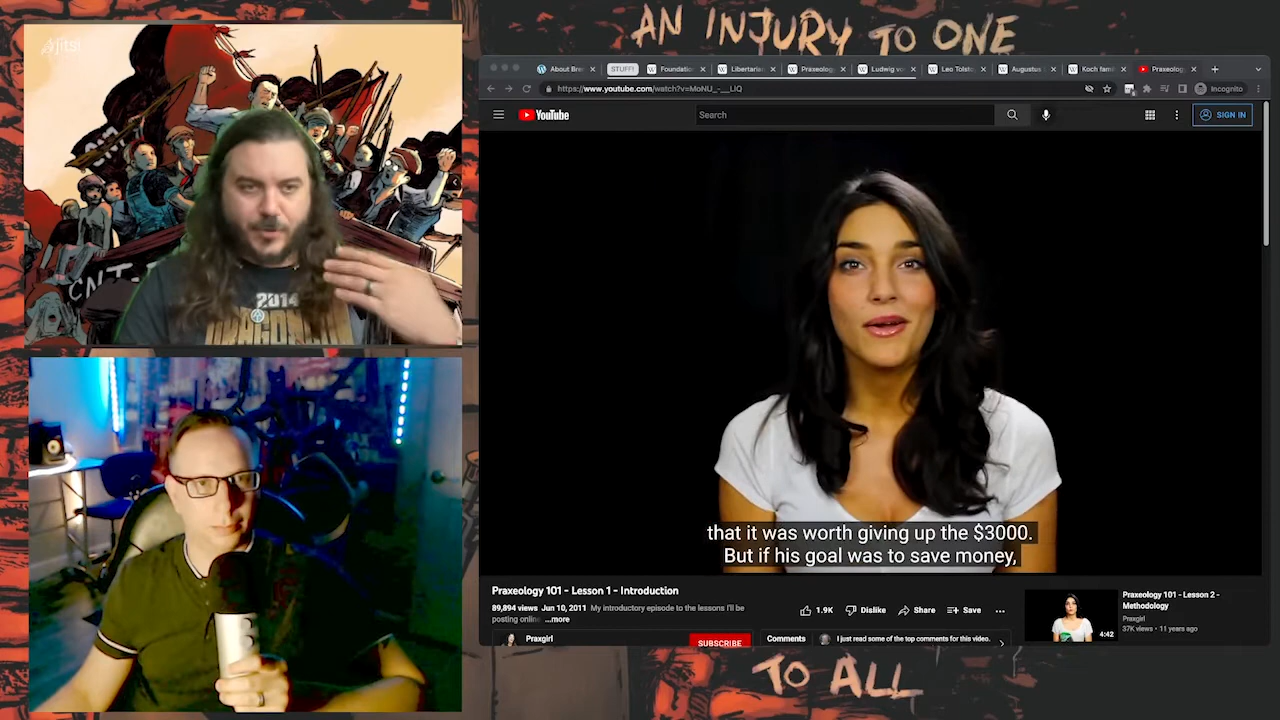 AN INJURY TO ONE
Jitsi
CNT-
2014
DRAGONCON
About Bre
STUFF!
Foundatio
Libertaria
Praxeolog
Ludwig vo
Leo Tolsto
Augustus
Koch fami
Praxeolog
https://www.youtube.com/watch?v=MoNU_-__LlQ
Incognito
YouTube
Search
SIGN IN
that it was worth giving up the $3000.
But if his goal was to save money,
Praxeology 101 - Lesson 1 - Introduction
89,894 views Jun 10, 2011 My introductory episode to the lessons I'll be
posting online ...more
1.9K
Dislike
Share
Save
Praxgirl
SUBSCRIBE
Comments
I just read some of the top comments for this video.
4:42
Praxeology 101 - Lesson 2 -
Methodology
Praxgirl
37K views • 11 years ago
TO ALL